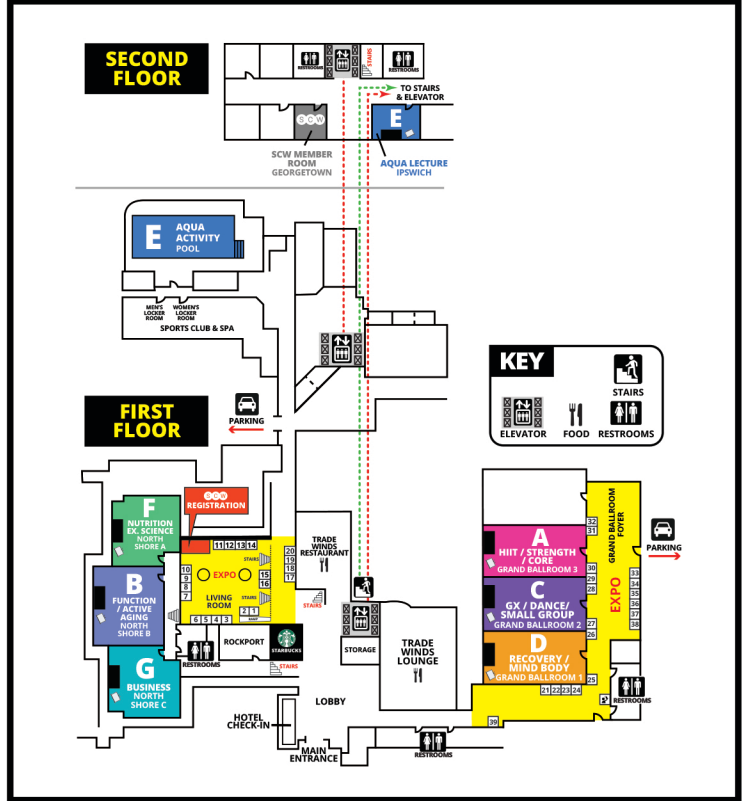 SECOND
FLOOR
RESTROOMS
STAIRS
RESTROOMS
TO STAIRS
& ELEVATOR
SCW
E
SCW MEMBER
ROOM
GEORGETOWN
AQUA LECTURE
IPSWICH
E
AQUA
ACTIVITY
POOL
MEN'S
LOCKER
ROOM
WOMEN'S
LOCKER
ROOM
SPORTS CLUB & SPA
KEY
STAIRS
ELEVATOR
FOOD
RESTROOMS
FIRST
FLOOR
PARKING
F
NUTRITION
EX. SCIENCE
NORTH
SHORE A
SCW
REGISTRATION
B
FUNCTION
/ ACTIVE
AGING
NORTH
SHORE B
G
BUSINESS
NORTH
SHORE C
11 12 13 14
10
9
8
7
EXPO
LIVING
ROOM
STAIRS
STAIRS
15
16
20
19
18
17
6 5 4 3
2 1
RESTROOMS
ROCKPORT
STARBUCKS
STAIRS
TRADE
WINDS
RESTAURANT
STAIRS
STORAGE
TRADE
WINDS
LOUNGE
LOBBY
HOTEL
CHECK-IN
MAIN
ENTRANCE
RESTROOMS
A
HIIT / STRENGTH
/ CORE
GRAND BALLROOM 3
C
GX / DANCE/
SMALL GROUP
GRAND BALLROOM 2
D
RECOVERY /
MIND BODY
GRAND BALLROOM 1
GRAND BALLROOM
FOYER
EXPO
32
31
30
29
28
27
26
25
33
34
35
36
37
38
21 22 23 24
39
PARKING
RESTROOMS